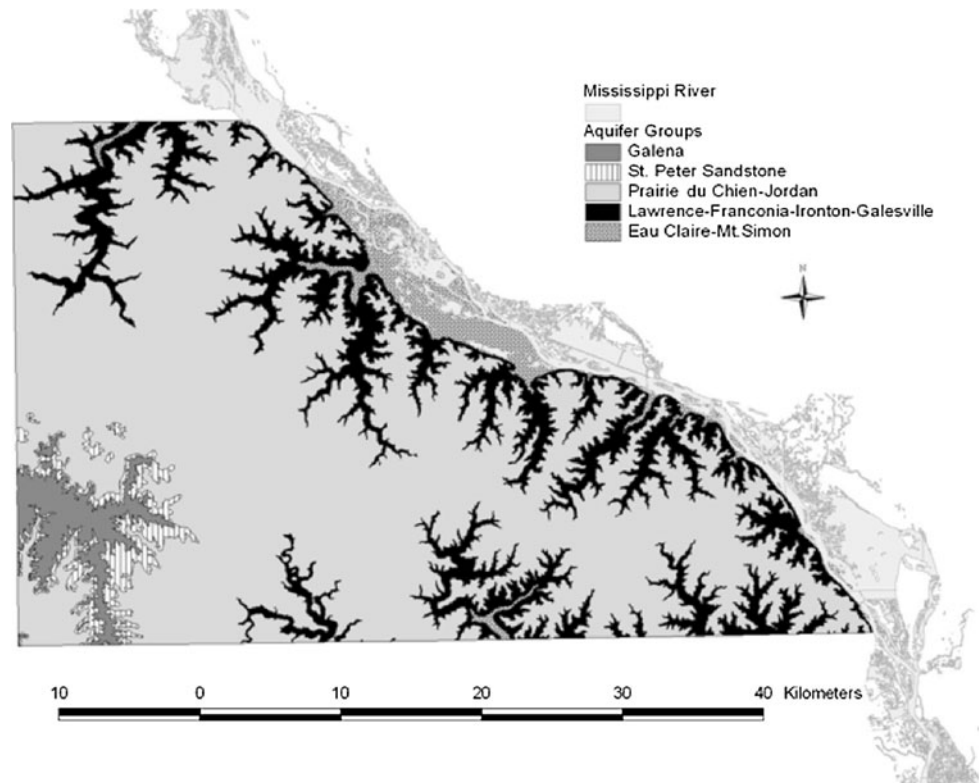 Mississippi River
Aquifer Groups
Galena
St. Peter Sandstone
Prairie du Chien-Jordan
Lawrence-Franconia-Ironton-Galesville
Eau Claire-Mt.Simon
N
10 0 10 20 30 40 Kilometers